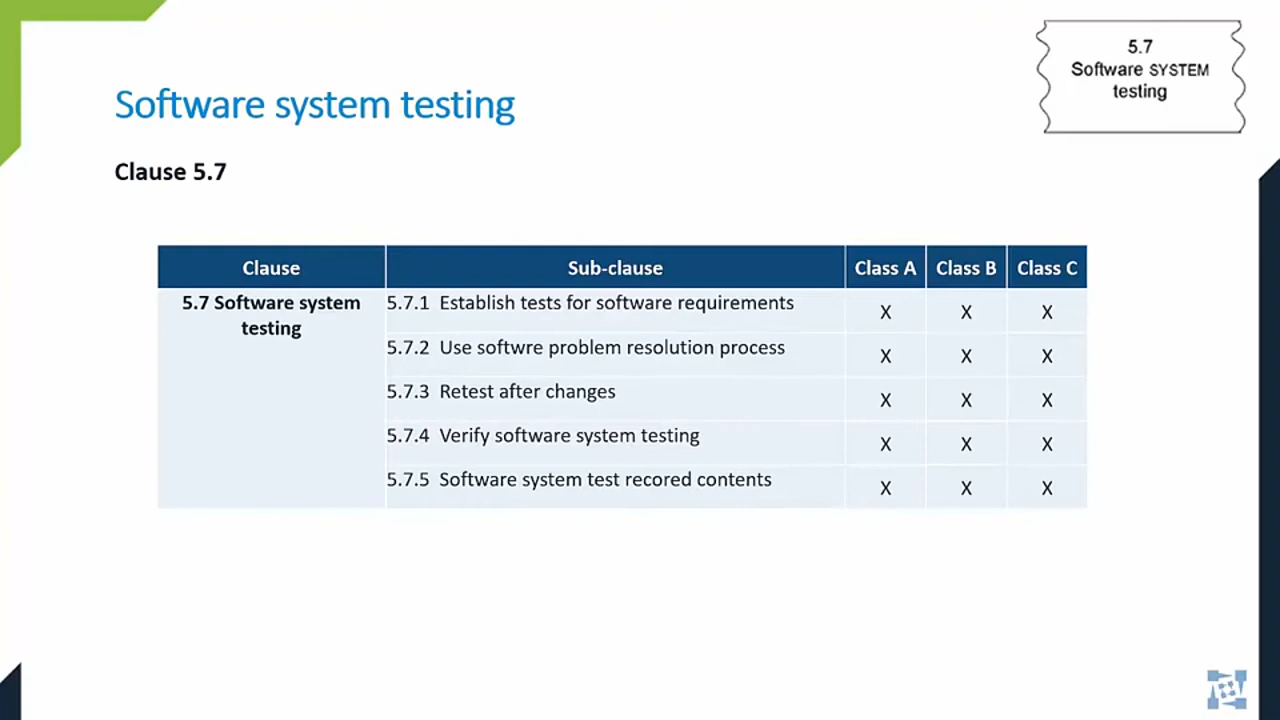 5.7
Software SYSTEM
testing
Software system testing
Clause 5.7
Clause Sub-clause Class A Class B Class C
5.7 Software system
testing
5.7.1 Establish tests for software requirements X X X
5.7.2 Use softwre problem resolution process X X X
5.7.3 Retest after changes X X X
5.7.4 Verify software system testing X X X
5.7.5 Software system test recored contents X X X